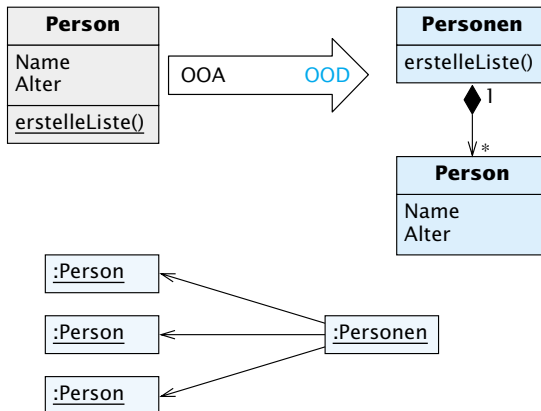 Person
Name
Alter
erstelleListe()
OOA OOD
Personen
erstelleListe()
1
*
Person
Name
Alter
:Person
:Person
:Personen
:Person